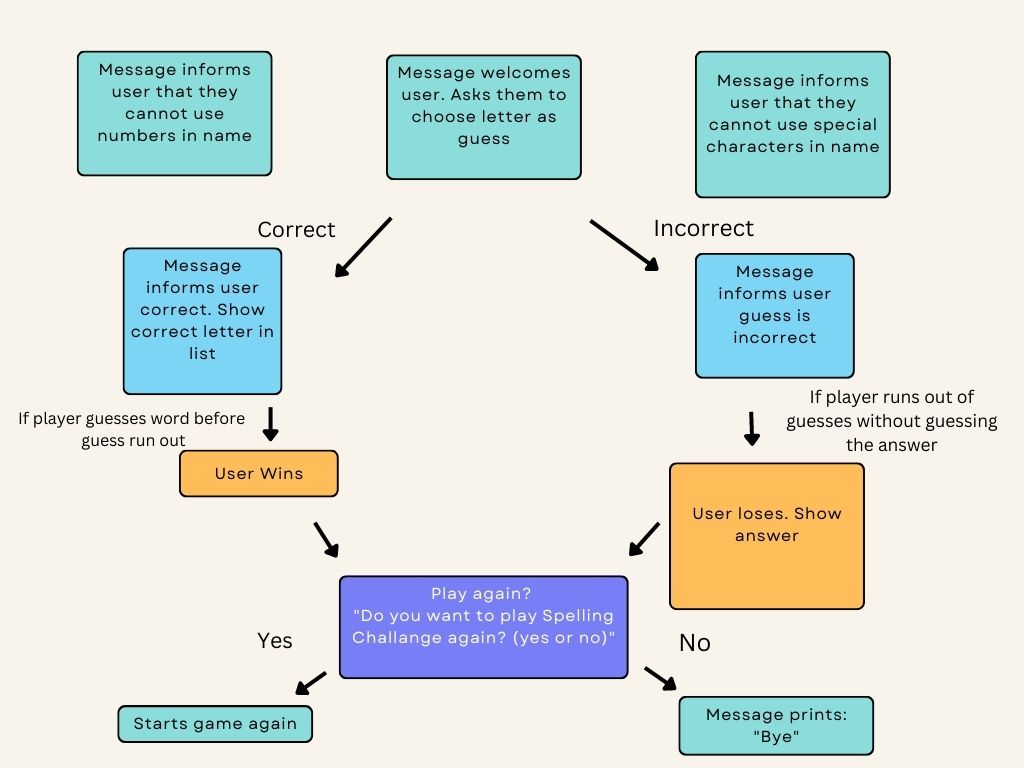 Message informs
user that they
cannot use
numbers in name
Message welcomes
user. Asks them to
choose letter as
guess
Message informs
user that they
cannot use special
characters in name
Correct
Incorrect
Message
informs user
correct. Show
correct letter in
list
Message
informs user
guess is
incorrect
If player guesses word before
guess run out
If player runs out of
guesses without guessing
the answer
User Wins
User loses. Show
answer
Play again?
"Do you want to play Spelling
Challange again? (yes or no)"
Yes
No
Starts game again
Message prints:
"Bye"